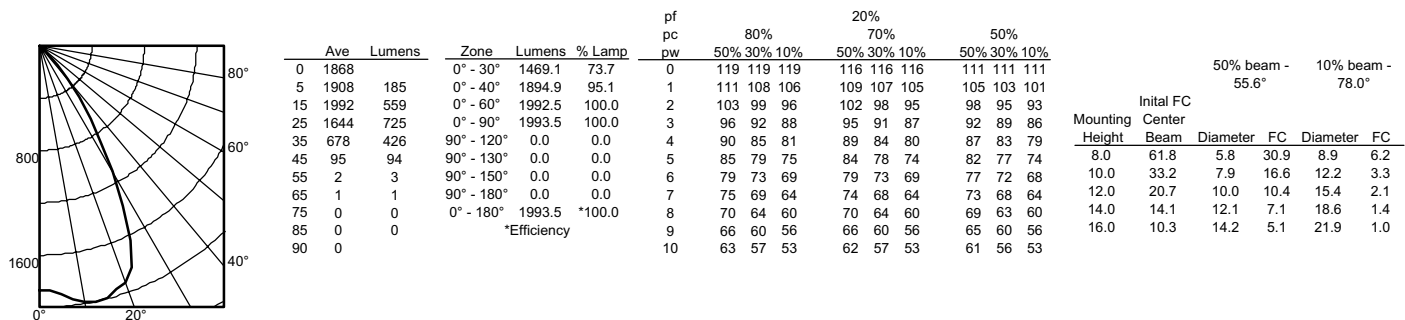 800
1600
0°
20°
40°
60°
80°
Ave Lumens
0 1868
5 1908 185
15 1992 559
25 1644 725
35 678 426
45 95 94
55 2 3
65 1 1
75 0 0
85 0 0
90 0
Zone Lumens % Lamp
0° - 30° 1469.1 73.7
0° - 40° 1894.9 95.1
0° - 60° 1992.5 100.0
0° - 90° 1993.5 100.0
90° - 120° 0.0 0.0
90° - 130° 0.0 0.0
90° - 150° 0.0 0.0
90° - 180° 0.0 0.0
0° - 180° 1993.5 *100.0
*Efficiency
pf 20%
pc 80% 70% 50%
pw 50% 30% 10% 50% 30% 10% 50% 30% 10%
0 119 119 119 116 116 116 111 111 111
1 111 108 106 109 107 105 105 103 101
2 103 99 96 102 98 95 98 95 93
3 96 92 88 95 91 87 92 89 86
4 90 85 81 89 84 80 87 83 79
5 85 79 75 84 78 74 82 77 74
6 79 73 69 79 73 69 77 72 68
7 75 69 64 74 68 64 73 68 64
8 70 64 60 70 64 60 69 63 60
9 66 60 56 66 60 56 65 60 56
10 63 57 53 62 57 53 61 56 53
50% beam - 10% beam -
55.6° 78.0°
Inital FC
Mounting Center
Height Beam Diameter FC Diameter FC
8.0 61.8 5.8 30.9 8.9 6.2
10.0 33.2 7.9 16.6 12.2 3.3
12.0 20.7 10.0 10.4 15.4 2.1
14.0 14.1 12.1 7.1 18.6 1.4
16.0 10.3 14.2 5.1 21.9 1.0